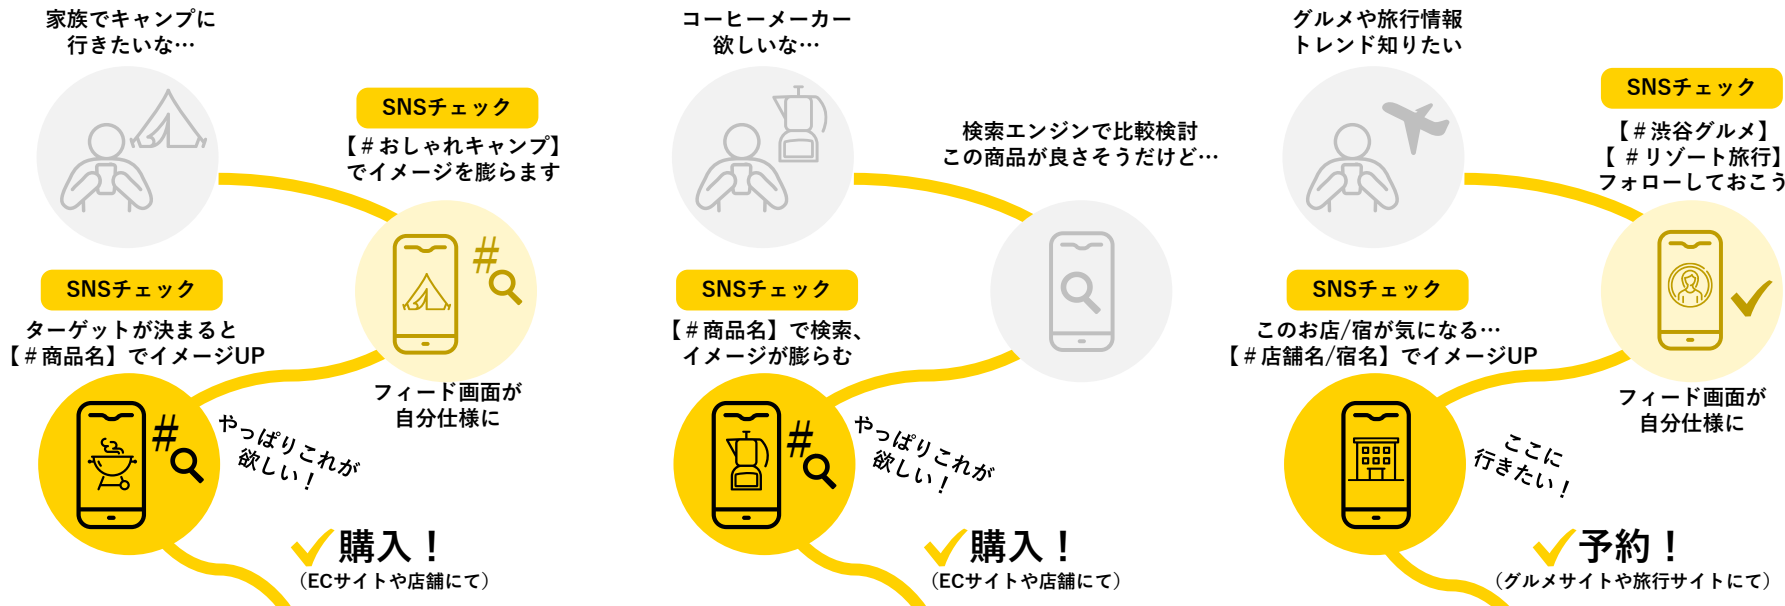 家族でキャンプに
行きたいな…
SNSチェック
【＃おしゃれキャンプ】
でイメージを膨らます
#
フィード画面が
自分仕様に
SNSチェック
ターゲットが決まると
【＃商品名】でイメージUP
#
やっぱりこれが
欲しい！
購入！
（ECサイトや店舗にて）
コーヒーメーカー
欲しいな…
検索エンジンで比較検討
この商品が良さそうだけど…
SNSチェック
【＃商品名】で検索、
イメージが膨らむ
#
やっぱりこれが
欲しい！
購入！
（ECサイトや店舗にて）
グルメや旅行情報
トレンド知りたい
SNSチェック
【＃渋谷グルメ】
【 ＃リゾート旅行】
フォローしておこう
フィード画面が
自分仕様に
SNSチェック
このお店/宿が気になる…
【＃店舗名/宿名】でイメージUP
ここに
行きたい！
予約！
（グルメサイトや旅行サイトにて）